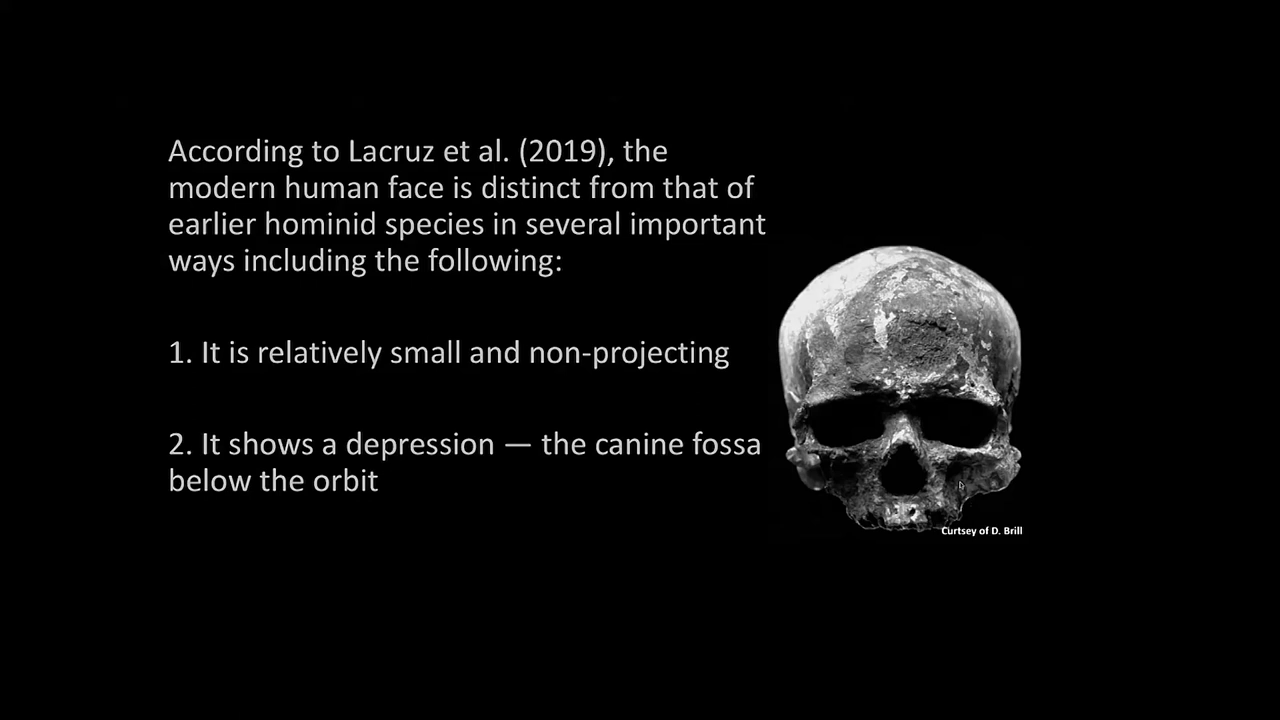 According to Lacruz et al. (2019), the
modern human face is distinct from that of
earlier hominid species in several important
ways including the following:
1. It is relatively small and non-projecting
2. It shows a depression — the canine fossa
below the orbit
Curtsey of D. Brill